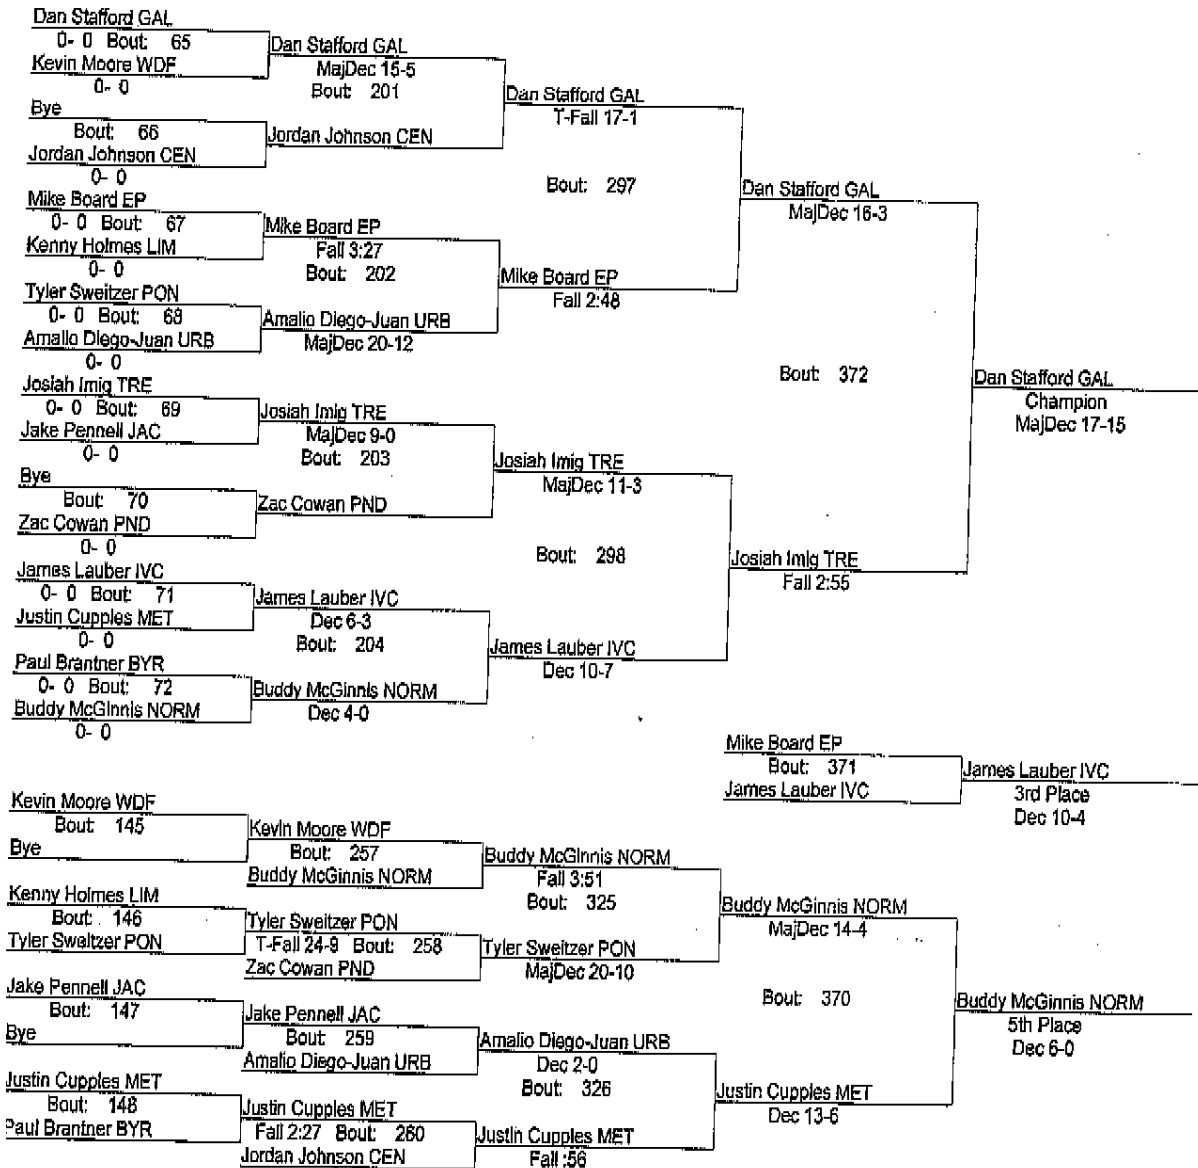 Dan Stafford GAL
0- 0 Bout: 65
Kevin Moore WDF
0- 0
Bye
Bout: 66
Jordan Johnson CEN
0- 0
Mike Board EP
0- 0 Bout: 67
Kenny Holmes LIM
0- 0
Tyler Sweitzer PON
0- 0 Bout: 68
Amalio Diego-Juan URB
0- 0
Josiah Imig TRE
0- 0 Bout: 69
Jake Pennell JAC
0- 0
Bye
Bout: 70
Zac Cowan PND
0- 0
James Lauber IVC
0- 0 Bout: 71
Justin Cupples MET
0- 0
Paul Brantner BYR
0- 0 Bout: 72
Buddy McGinnis NORM
0- 0
Dan Stafford GAL
MajDec 15-5
Bout: 201
Jordan Johnson CEN
Mike Board EP
Fall 3:27
Bout: 202
Amalio Diego-Juan URB
MajDec 20-12
Josiah Imig TRE
MajDec 9-0
Bout: 203
Zac Cowan PND
James Lauber IVC
Dec 6-3
Bout: 204
Buddy McGinnis NORM
Dec 4-0
Dan Stafford GAL
T-Fall 17-1
Bout: 297
Mike Board EP
Fall 2:48
Josiah Imig TRE
MajDec 11-3
Bout: 298
James Lauber IVC
Dec 10-7
Dan Stafford GAL
MajDec 16-3
Bout: 372
Josiah Imig TRE
Fall 2:55
Dan Stafford GAL
Champion
MajDec 17-15
Mike Board EP
Bout: 371
James Lauber IVC
James Lauber IVC
3rd Place
Dec 10-4
Kevin Moore WDF
Bout: 145
Bye
Kenny Holmes LIM
Bout: 146
Tyler Sweitzer PON
Jake Pennell JAC
Bout: 147
Bye
Justin Cupples MET
Bout: 148
Paul Brantner BYR
Kevin Moore WDF
Bout: 257
Buddy McGinnis NORM
Tyler Sweitzer PON
T-Fall 24-9 Bout: 258
Zac Cowan PND
Jake Pennell JAC
Bout: 259
Amalio Diego-Juan URB
Justin Cupples MET
Fall 2:27 Bout: 260
Jordan Johnson CEN
Buddy McGinnis NORM
Fall 3:51
Bout: 325
Tyler Sweitzer PON
MajDec 20-10
Amalio Diego-Juan URB
Dec 2-0
Bout: 326
Justin Cupples MET
Fall :56
Buddy McGinnis NORM
MajDec 14-4
Bout: 370
Justin Cupples MET
Dec 13-6
Buddy McGinnis NORM
5th Place
Dec 6-0